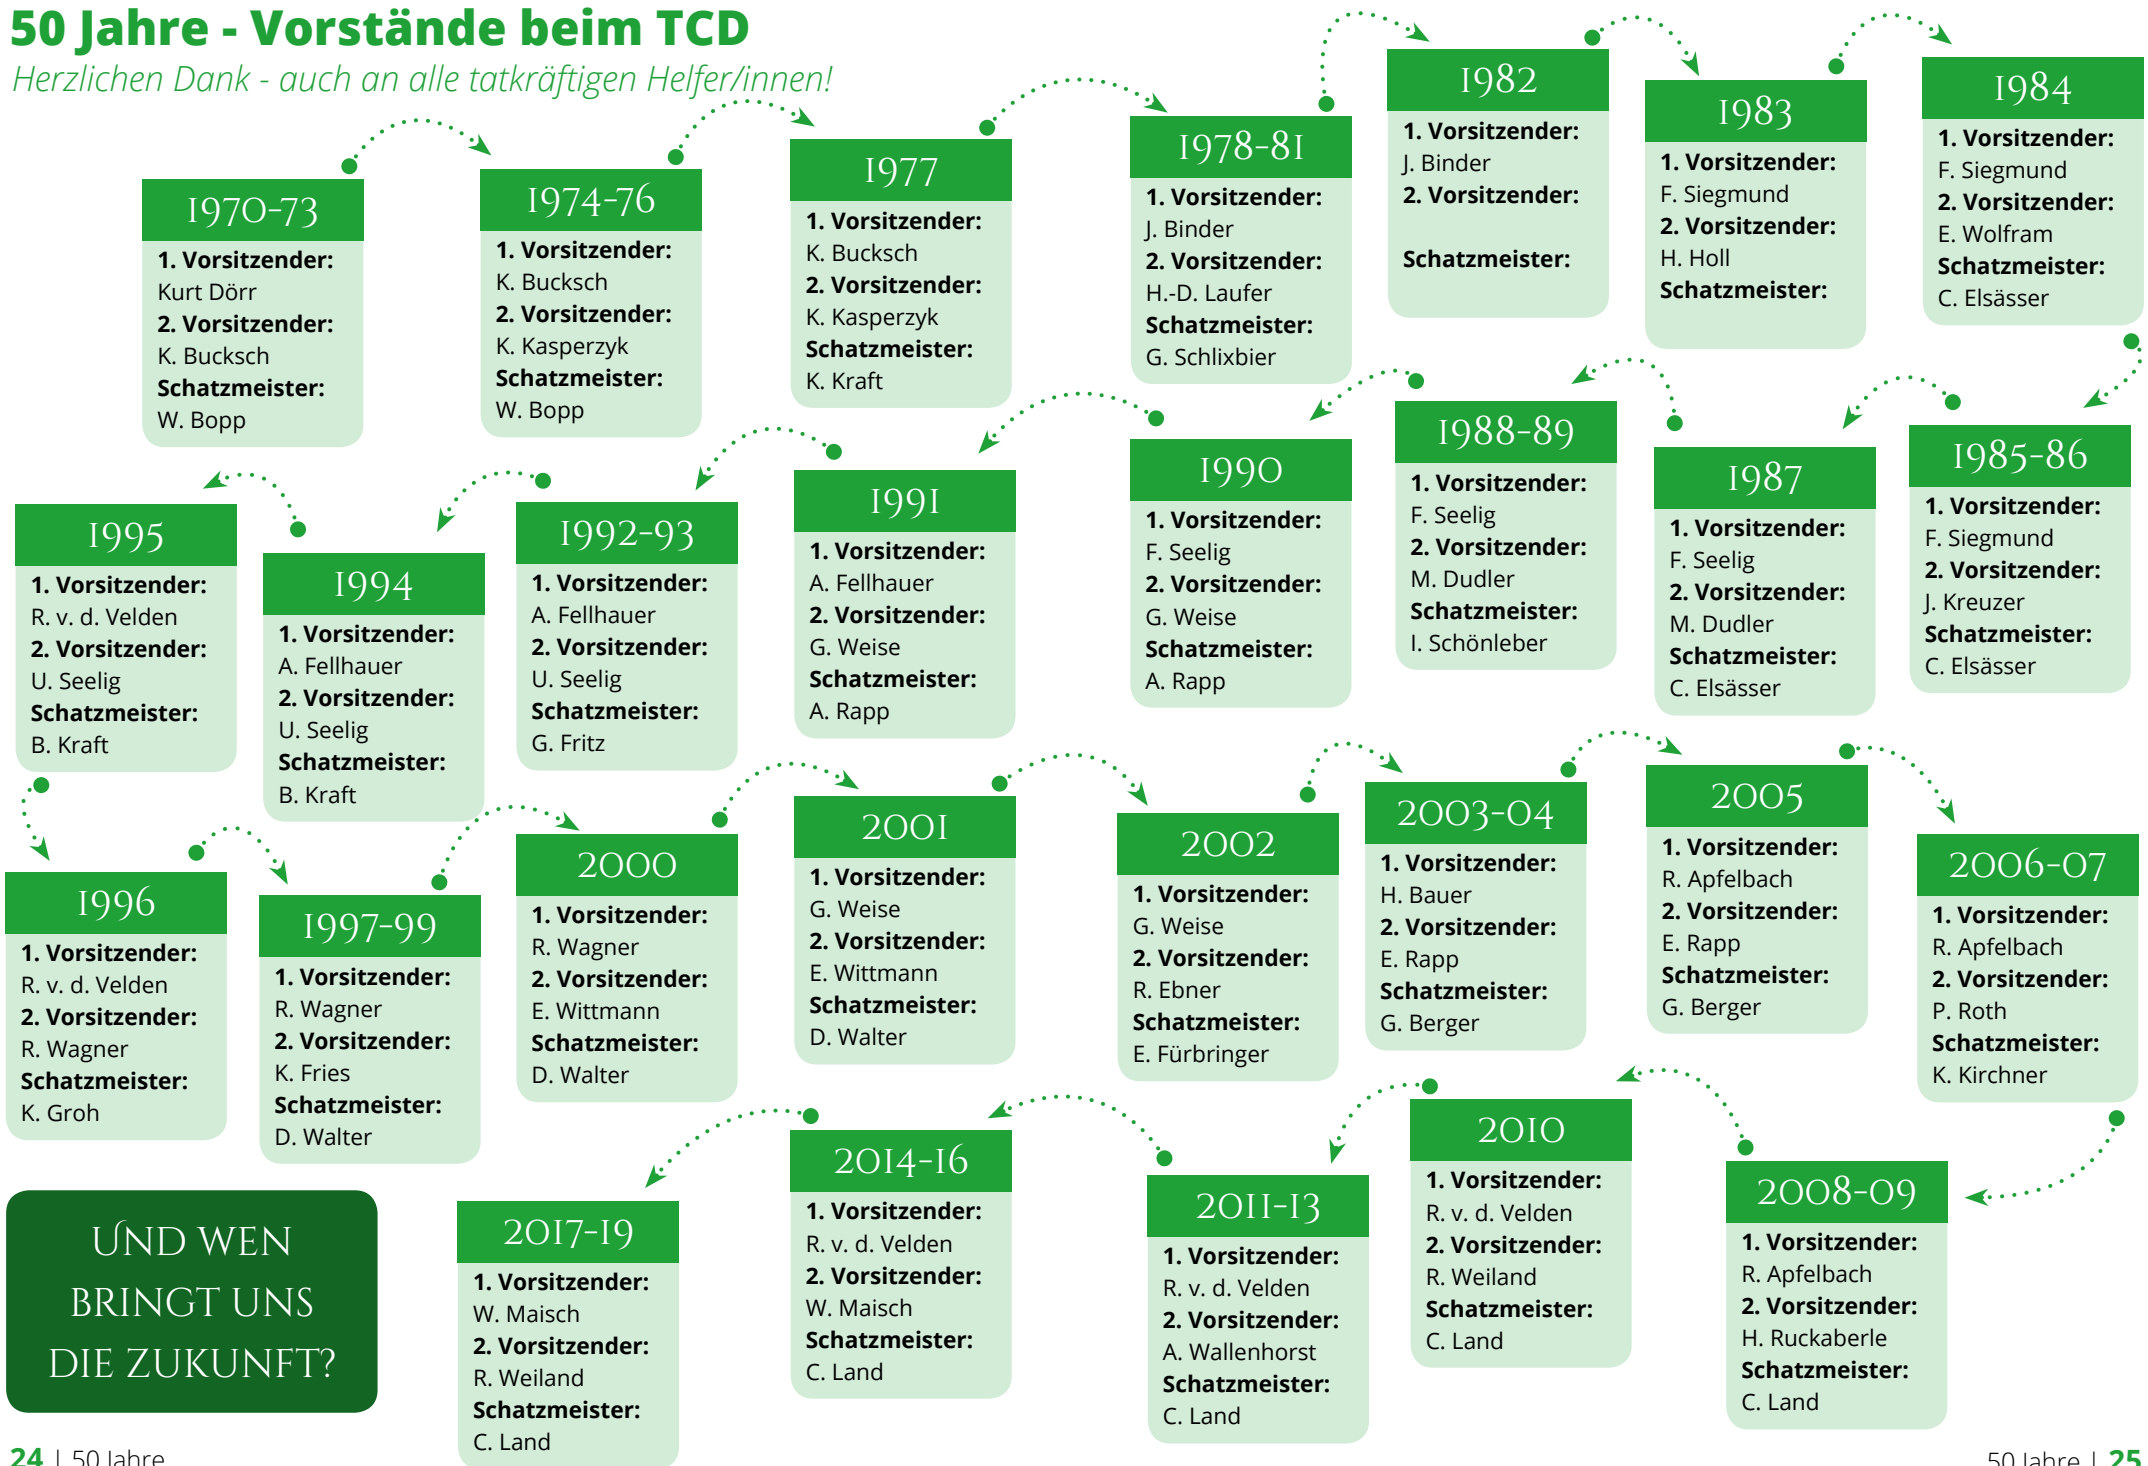 50 Jahre - Vorstände beim TCD
Herzlichen Dank - auch an alle tatkräftigen Helfer/innen!
1970-73
1. Vorsitzender:
Kurt Dörr
2. Vorsitzender:
K. Bucksch
Schatzmeister:
W. Bopp
1974-76
1. Vorsitzender:
K. Bucksch
2. Vorsitzender:
K. Kasperzyk
Schatzmeister:
W. Bopp
1977
1. Vorsitzender:
K. Bucksch
2. Vorsitzender:
K. Kasperzyk
Schatzmeister:
K. Kraft
1978-81
1. Vorsitzender:
J. Binder
2. Vorsitzender:
H.-D. Laufer
Schatzmeister:
G. Schlixbier
1982
1. Vorsitzender:
J. Binder
2. Vorsitzender:
Schatzmeister:
1983
1. Vorsitzender:
F. Siegmund
2. Vorsitzender:
H. Holl
Schatzmeister:
1984
1. Vorsitzender:
F. Siegmund
2. Vorsitzender:
E. Wolfram
Schatzmeister:
C. Elsässer
1985-86
1. Vorsitzender:
F. Siegmund
2. Vorsitzender:
J. Kreuzer
Schatzmeister:
C. Elsässer
1987
1. Vorsitzender:
F. Seelig
2. Vorsitzender:
M. Dudler
Schatzmeister:
C. Elsässer
1988-89
1. Vorsitzender:
F. Seelig
2. Vorsitzender:
M. Dudler
Schatzmeister:
I. Schönleber
1990
1. Vorsitzender:
F. Seelig
2. Vorsitzender:
G. Weise
Schatzmeister:
A. Rapp
1991
1. Vorsitzender:
A. Fellhauer
2. Vorsitzender:
G. Weise
Schatzmeister:
A. Rapp
1992-93
1. Vorsitzender:
A. Fellhauer
2. Vorsitzender:
U. Seelig
Schatzmeister:
G. Fritz
1994
1. Vorsitzender:
A. Fellhauer
2. Vorsitzender:
U. Seelig
Schatzmeister:
B. Kraft
1995
1. Vorsitzender:
R. v. d. Velden
2. Vorsitzender:
U. Seelig
Schatzmeister:
B. Kraft
1996
1. Vorsitzender:
R. v. d. Velden
2. Vorsitzender:
R. Wagner
Schatzmeister:
K. Groh
1997-99
1. Vorsitzender:
R. Wagner
2. Vorsitzender:
K. Fries
Schatzmeister:
D. Walter
2000
1. Vorsitzender:
R. Wagner
2. Vorsitzender:
E. Wittmann
Schatzmeister:
D. Walter
2001
1. Vorsitzender:
G. Weise
2. Vorsitzender:
E. Wittmann
Schatzmeister:
D. Walter
2002
1. Vorsitzender:
G. Weise
2. Vorsitzender:
R. Ebner
Schatzmeister:
E. Fürbringer
2003-04
1. Vorsitzender:
H. Bauer
2. Vorsitzender:
E. Rapp
Schatzmeister:
G. Berger
2005
1. Vorsitzender:
R. Apfelbach
2. Vorsitzender:
E. Rapp
Schatzmeister:
G. Berger
2006-07
1. Vorsitzender:
R. Apfelbach
2. Vorsitzender:
P. Roth
Schatzmeister:
K. Kirchner
2008-09
1. Vorsitzender:
R. Apfelbach
2. Vorsitzender:
H. Ruckaberle
Schatzmeister:
C. Land
2010
1. Vorsitzender:
R. v. d. Velden
2. Vorsitzender:
R. Weiland
Schatzmeister:
C. Land
2011-13
1. Vorsitzender:
R. v. d. Velden
2. Vorsitzender:
A. Wallenhorst
Schatzmeister:
C. Land
2014-16
1. Vorsitzender:
R. v. d. Velden
2. Vorsitzender:
W. Maisch
Schatzmeister:
C. Land
2017-19
1. Vorsitzender:
W. Maisch
2. Vorsitzender:
R. Weiland
Schatzmeister:
C. Land
UND WEN
BRINGT UNS
DIE ZUKUNFT?
24 | 50 Jahre
50 Jahre | 25